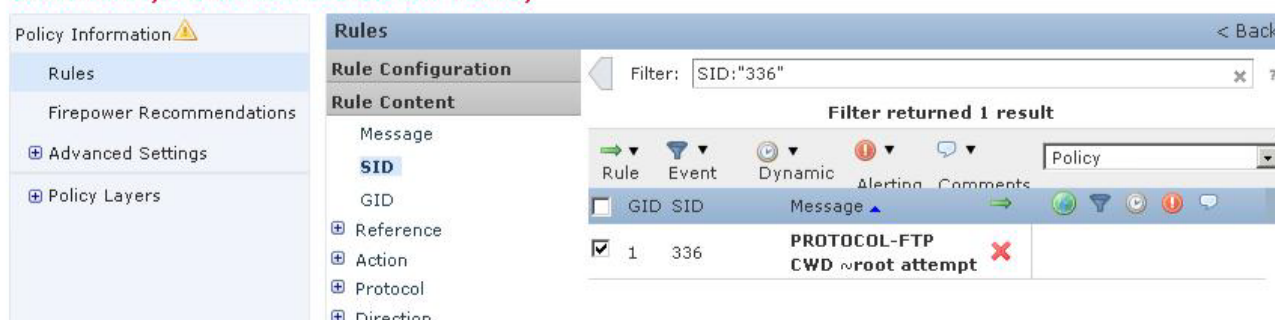 Policy Information
Rules
Firepower Recommendations
Advanced Settings
Policy Layers
Rules
< Back
Rule Configuration
Rule Content
Message
SID
GID
Reference
Action
Protocol
Direction
Filter: SID:"336"
Filter returned 1 result
Rule Event Dynamic Alerting Comments
Policy
GID SID Message
1 336 PROTOCOL-FTP
CWD ~root attempt